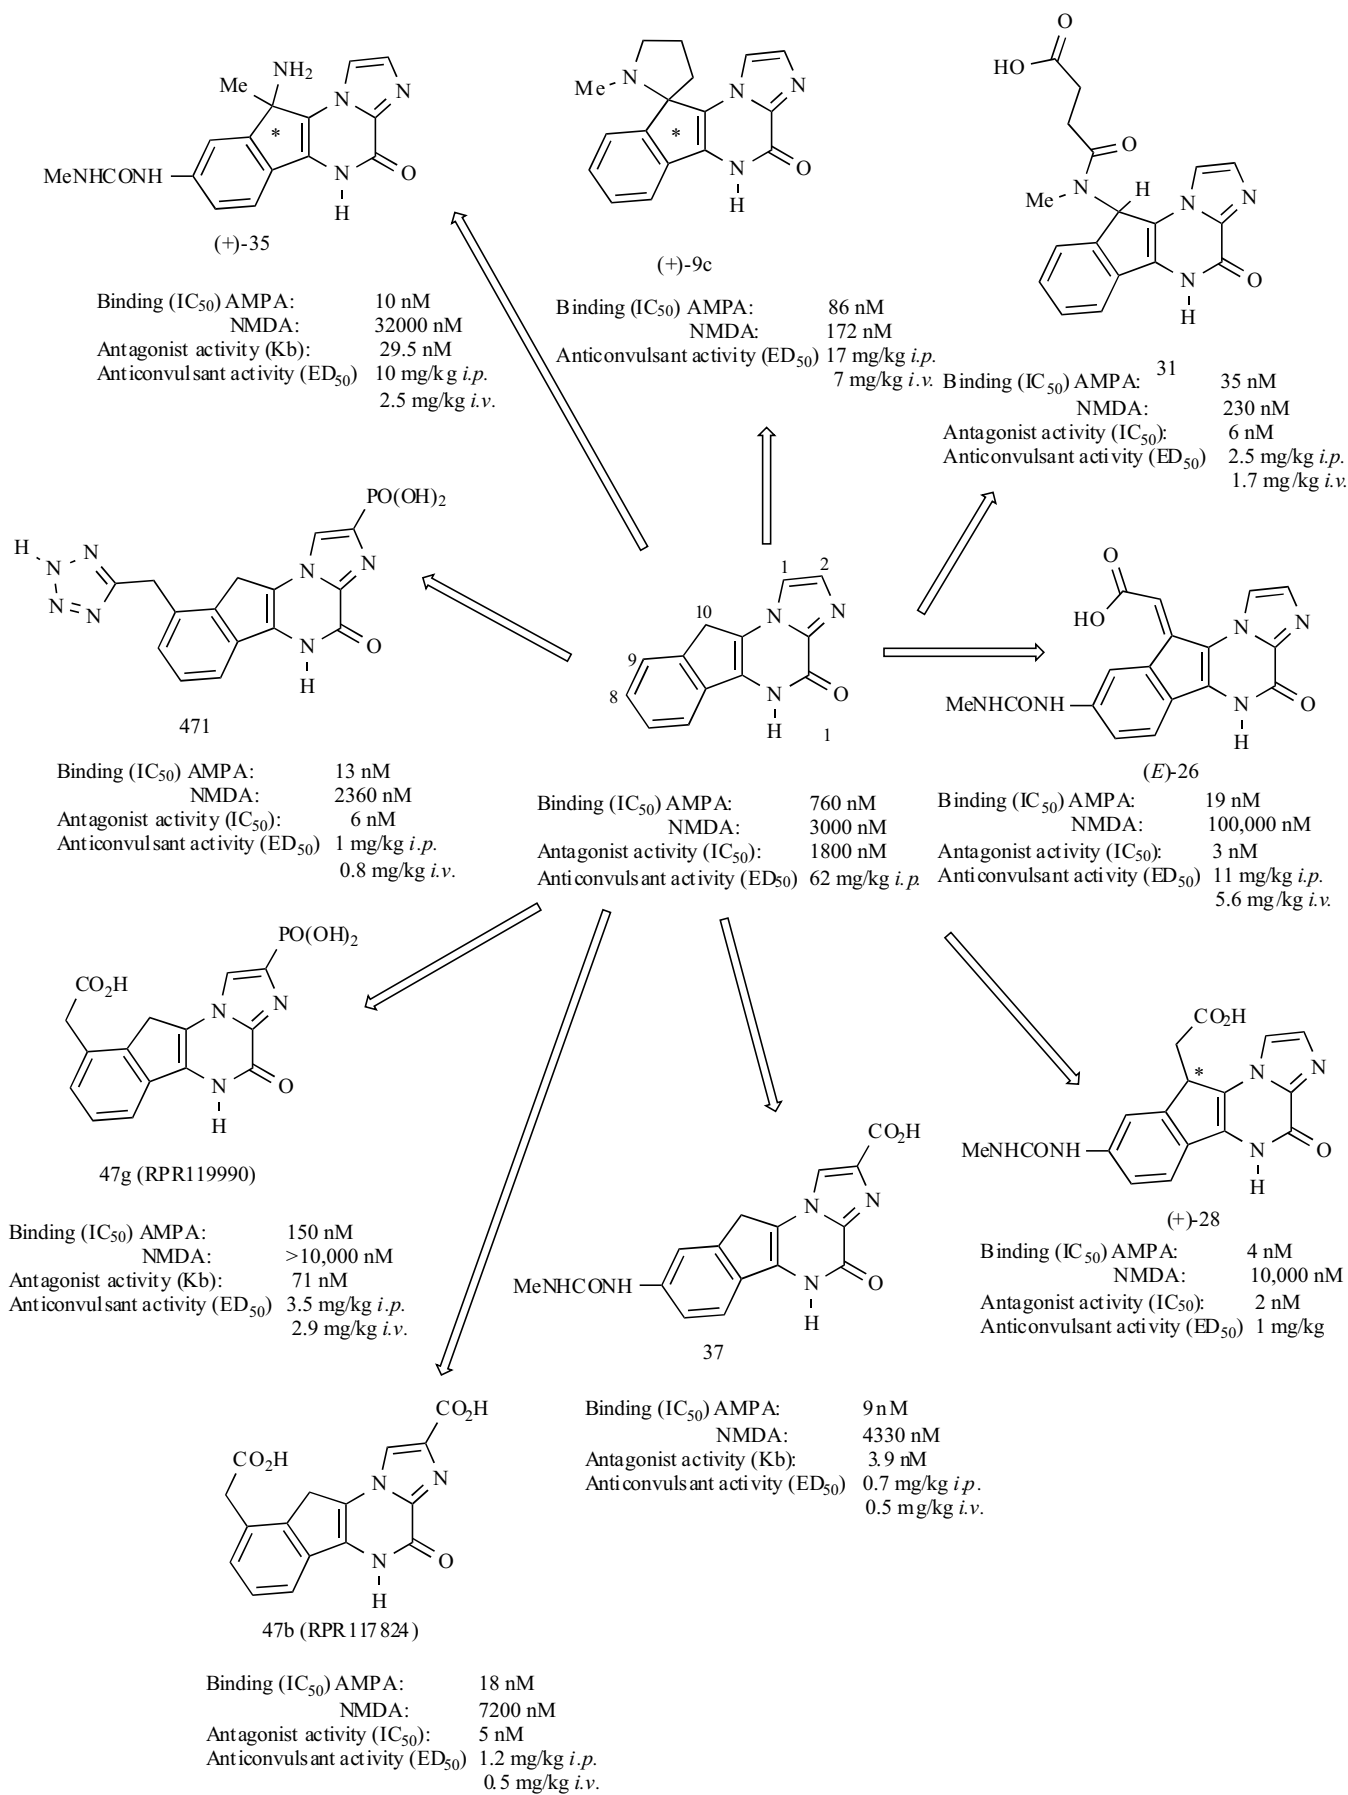 NH2
Me
N
N
MeNHCONH
N
O
H
(+)-35
Binding (IC50) AMPA: 10 nM
NMDA: 32000 nM
Antagonist activity (Kb): 29.5 nM
Anticonvulsant activity (ED50) 10 mg/kg i.p.
2.5 mg/kg i.v.
N
Me
N
N
*
N
O
H
(+)-9c
Binding (IC50) AMPA: 86 nM
NMDA: 172 nM
Anticonvulsant activity (ED50) 17 mg/kg i.p.
7 mg/kg i.v.
O
HO
O
N
Me
H
N
N
N
O
H
31
Binding (IC50) AMPA: 35 nM
NMDA: 230 nM
Antagonist activity (IC50): 6 nM
Anticonvulsant activity (ED50) 2.5 mg/kg i.p.
1.7 mg/kg i.v.
PO(OH)2
H
N
N
N
N
N
N
N
O
H
471
Binding (IC50) AMPA: 13 nM
NMDA: 2360 nM
Antagonist activity (IC50): 6 nM
Anticonvulsant activity (ED50) 1 mg/kg i.p.
0.8 mg/kg i.v.
1 2
10
N
N
9
8
N
O
H
1
Binding (IC50) AMPA: 760 nM
NMDA: 3000 nM
Antagonist activity (IC50): 1800 nM
Anticonvulsant activity (ED50) 62 mg/kg i.p.
O
HO
N
N
MeNHCONH
N
O
H
(E)-26
Binding (IC50) AMPA: 19 nM
NMDA: 100,000 nM
Antagonist activity (IC50): 3 nM
Anticonvulsant activity (ED50) 11 mg/kg i.p.
5.6 mg/kg i.v.
PO(OH)2
CO2H
N
N
N
O
H
47g (RPR119990)
Binding (IC50) AMPA: 150 nM
NMDA: >10,000 nM
Antagonist activity (Kb): 71 nM
Anticonvulsant activity (ED50) 3.5 mg/kg i.p.
2.9 mg/kg i.v.
CO2H
N
N
MeNHCONH
N
O
H
37
Binding (IC50) AMPA: 9 nM
NMDA: 4330 nM
Antagonist activity (Kb): 3.9 nM
Anticonvulsant activity (ED50) 0.7 mg/kg i.p.
0.5 mg/kg i.v.
CO2H
*
N
N
MeNHCONH
N
O
H
(+)-28
Binding (IC50) AMPA: 4 nM
NMDA: 10,000 nM
Antagonist activity (IC50): 2 nM
Anticonvulsant activity (ED50) 1 mg/kg
CO2H
CO2H
N
N
N
O
H
47b (RPR117824)
Binding (IC50) AMPA: 18 nM
NMDA: 7200 nM
Antagonist activity (IC50): 5 nM
Anticonvulsant activity (ED50) 1.2 mg/kg i.p.
0.5 mg/kg i.v.